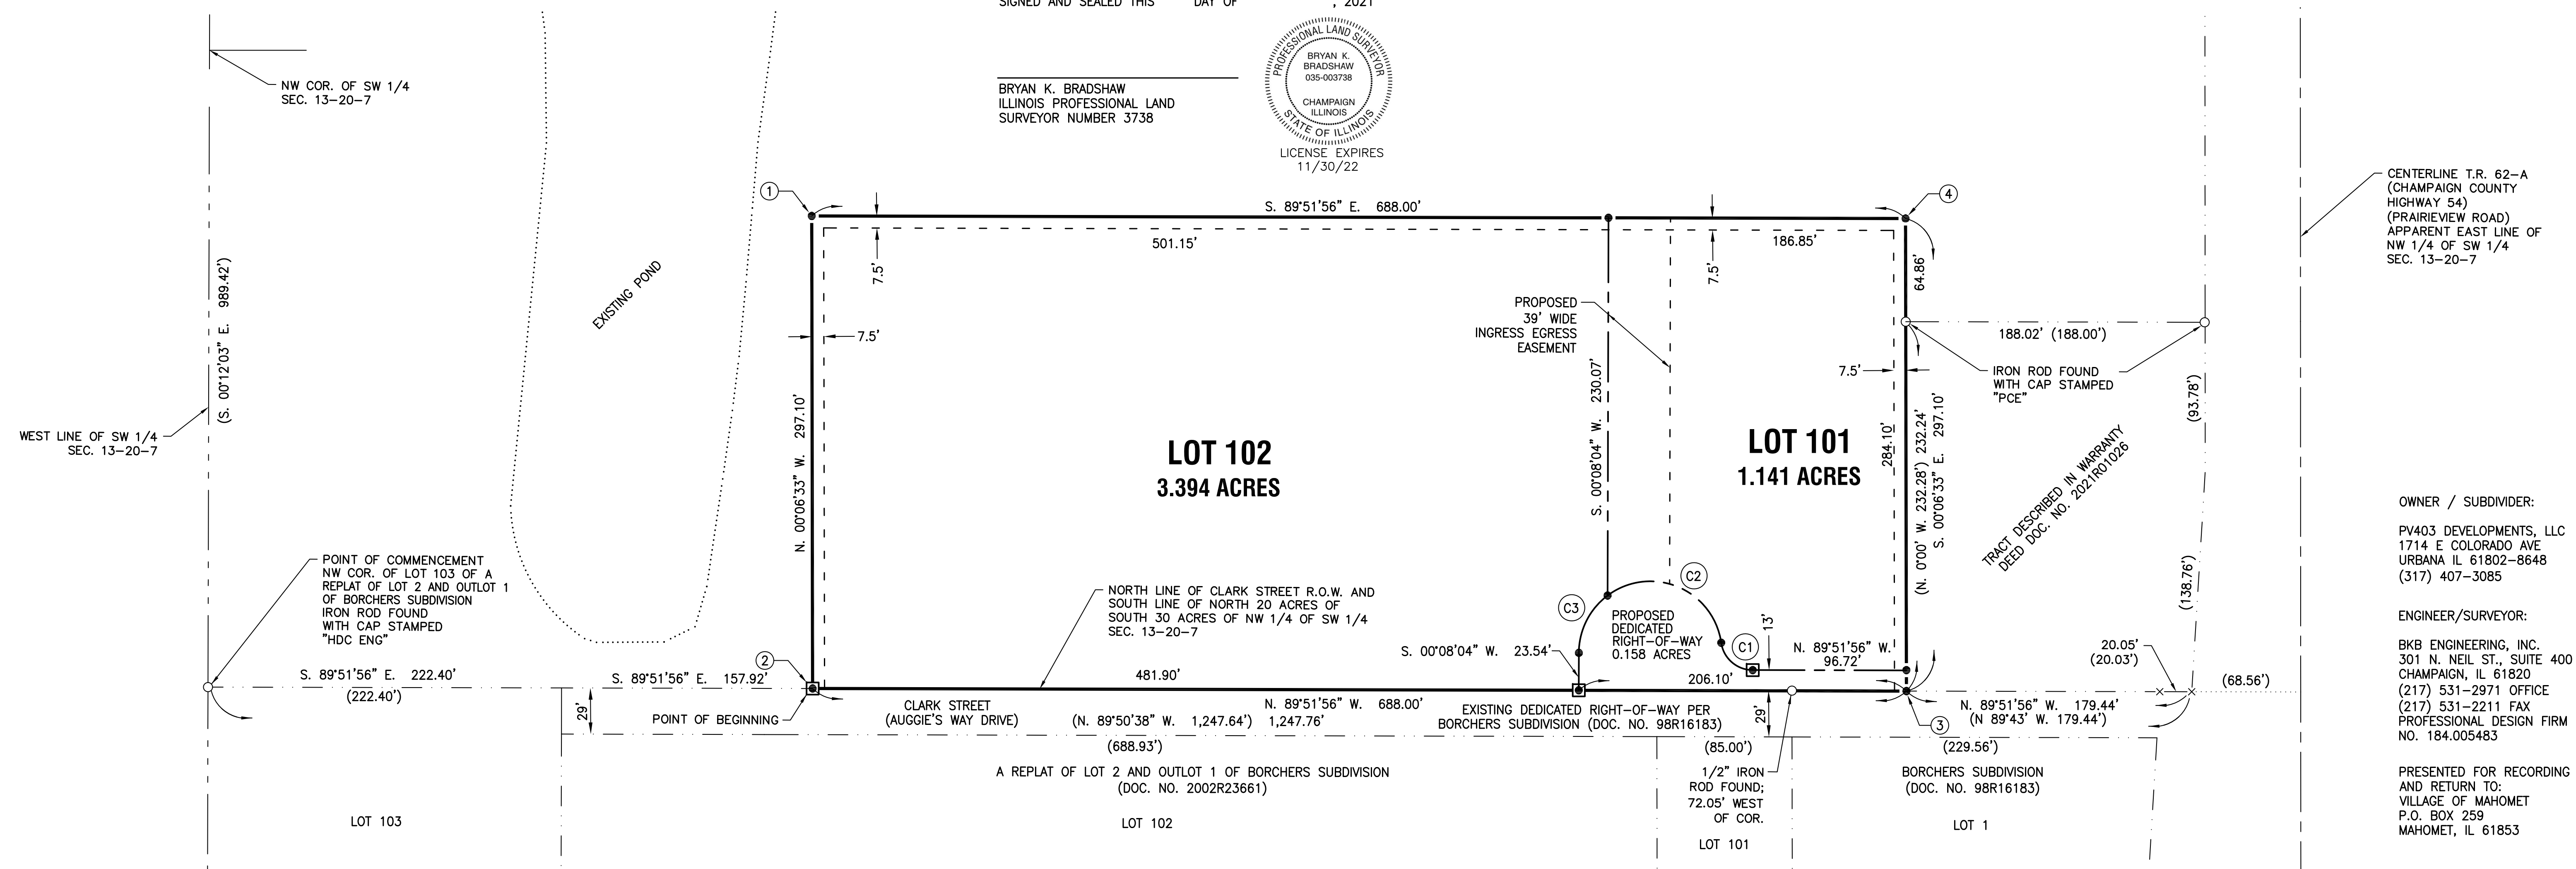 SIGNED AND SEALED THIS DAY OF , 2021
BRYAN K. BRADSHAW
ILLINOIS PROFESSIONAL LAND
SURVEYOR NUMBER 3738
PROFESSIONAL LAND SURVEYOR
BRYAN K.
BRADSHAW
035-003738
CHAMPAIGN
ILLINOIS
STATE OF ILLINOIS
LICENSE EXPIRES
11/30/22
NW COR. OF SW 1/4
SEC. 13-20-7
(S. 00°12'03" E. 989.42')
WEST LINE OF SW 1/4
SEC. 13-20-7
EXISTING POND
POINT OF COMMENCEMENT
NW COR. OF LOT 103 OF A
REPLAT OF LOT 2 AND OUTLOT 1
OF BORCHERS SUBDIVISION
IRON ROD FOUND
WITH CAP STAMPED
"HDC ENG"
S. 89°51'56" E. 222.40'
(222.40')
S. 89°51'56" E. 157.92'
29'
POINT OF BEGINNING
1
2
3
4
S. 89°51'56" E. 688.00'
501.15'
186.85'
7.5'
7.5'
7.5'
7.5'
N. 00°06'33" W. 297.10'
LOT 102
3.394 ACRES
LOT 101
1.141 ACRES
PROPOSED
39' WIDE
INGRESS EGRESS
EASEMENT
S. 00°08'04" W. 230.07'
NORTH LINE OF CLARK STREET R.O.W. AND
SOUTH LINE OF NORTH 20 ACRES OF
SOUTH 30 ACRES OF NW 1/4 OF SW 1/4
SEC. 13-20-7
C3
C2
C1
PROPOSED
DEDICATED
RIGHT-OF-WAY
0.158 ACRES
S. 00°08'04" W. 23.54'
13'
N. 89°51'56" W.
96.72'
481.90'
206.10'
CLARK STREET
(AUGGIE'S WAY DRIVE)
N. 89°51'56" W. 688.00'
(N. 89°50'38" W. 1,247.64') 1,247.76'
EXISTING DEDICATED RIGHT-OF-WAY PER
BORCHERS SUBDIVISION (DOC. NO. 98R16183)
29'
(688.93')
(85.00')
(229.56')
A REPLAT OF LOT 2 AND OUTLOT 1 OF BORCHERS SUBDIVISION
(DOC. NO. 2002R23661)
1/2" IRON
ROD FOUND;
72.05' WEST
OF COR.
BORCHERS SUBDIVISION
(DOC. NO. 98R16183)
LOT 103
LOT 102
LOT 101
LOT 1
64.86'
284.10'
(N. 0°00' W. 232.28') 232.24'
S. 00°06'33" E. 297.10'
188.02' (188.00')
IRON ROD FOUND
WITH CAP STAMPED
"PCE"
TRACT DESCRIBED IN WARRANTY
DEED DOC. NO. 2021R01026
(93.78')
(138.76')
20.05'
(20.03')
N. 89°51'56" W. 179.44'
(N 89°43' W. 179.44')
(68.56')
CENTERLINE T.R. 62-A
(CHAMPAIGN COUNTY
HIGHWAY 54)
(PRAIRIEVIEW ROAD)
APPARENT EAST LINE OF
NW 1/4 OF SW 1/4
SEC. 13-20-7
OWNER / SUBDIVIDER:
PV403 DEVELOPMENTS, LLC
1714 E COLORADO AVE
URBANA IL 61802-8648
(317) 407-3085
ENGINEER/SURVEYOR:
BKB ENGINEERING, INC.
301 N. NEIL ST., SUITE 400
CHAMPAIGN, IL 61820
(217) 531-2971 OFFICE
(217) 531-2211 FAX
PROFESSIONAL DESIGN FIRM
NO. 184.005483
PRESENTED FOR RECORDING
AND RETURN TO:
VILLAGE OF MAHOMET
P.O. BOX 259
MAHOMET, IL 61853